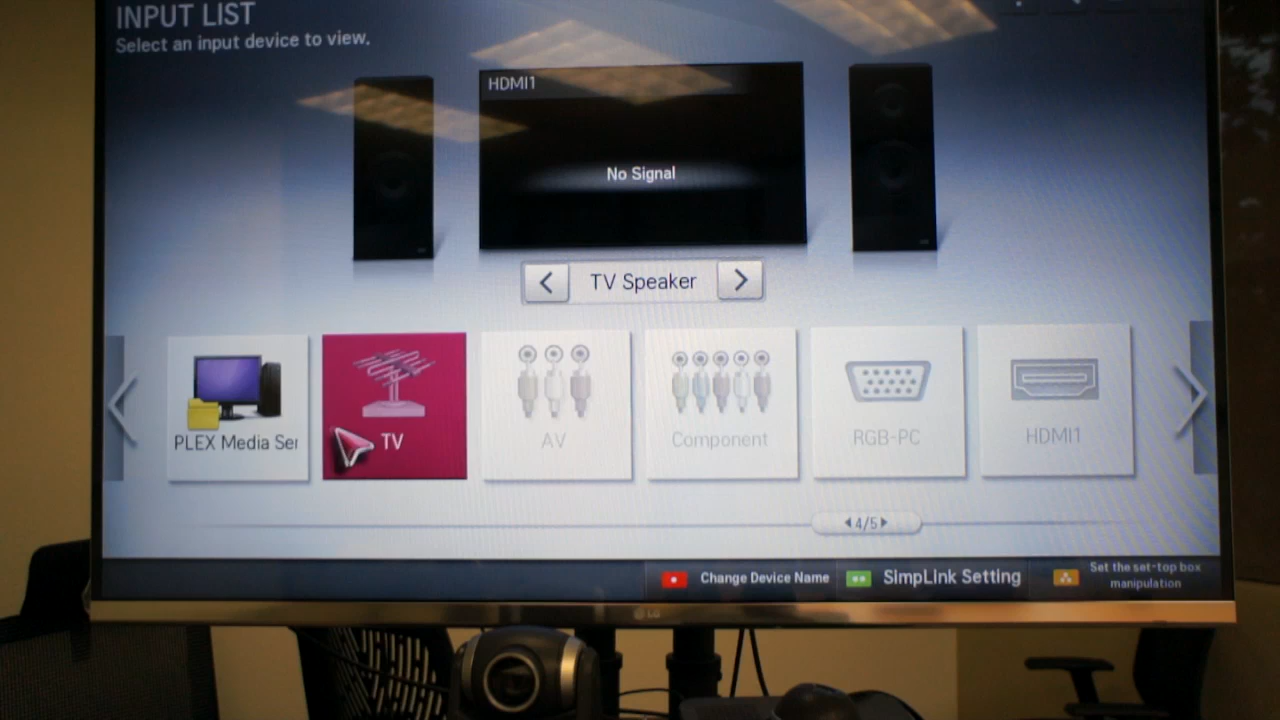 INPUT LIST
Select an input device to view.
HDMI1
No Signal
TV Speaker
PLEX Media Ser
TV
AV
Component
RGB-PC
HDMI1
4/5
Change Device Name
SimpLink Setting
Set the set-top box
manipulation
LG